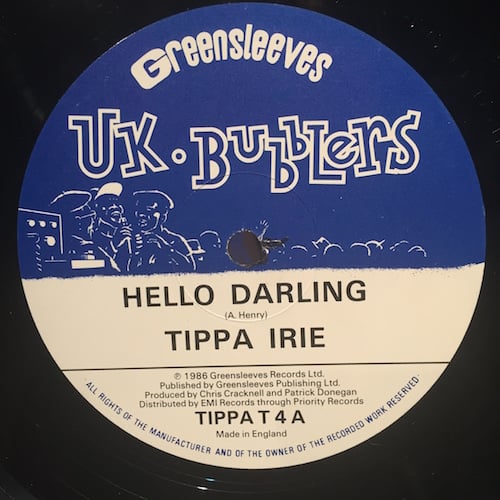 Greensleeves
UK · BUBBLERS
HELLO DARLING
(A. Henry)
TIPPA IRIE
℗ 1986 Greensleeves Records Ltd.
Published by Greensleeves Publishing Ltd.
Produced by Chris Cracknell and Patrick Donegan
Distributed by EMI Records through Priority Records
TIPPA T 4 A
Made in England
ALL RIGHTS OF THE MANUFACTURER AND OF THE OWNER OF THE RECORDED WORK RESERVED·